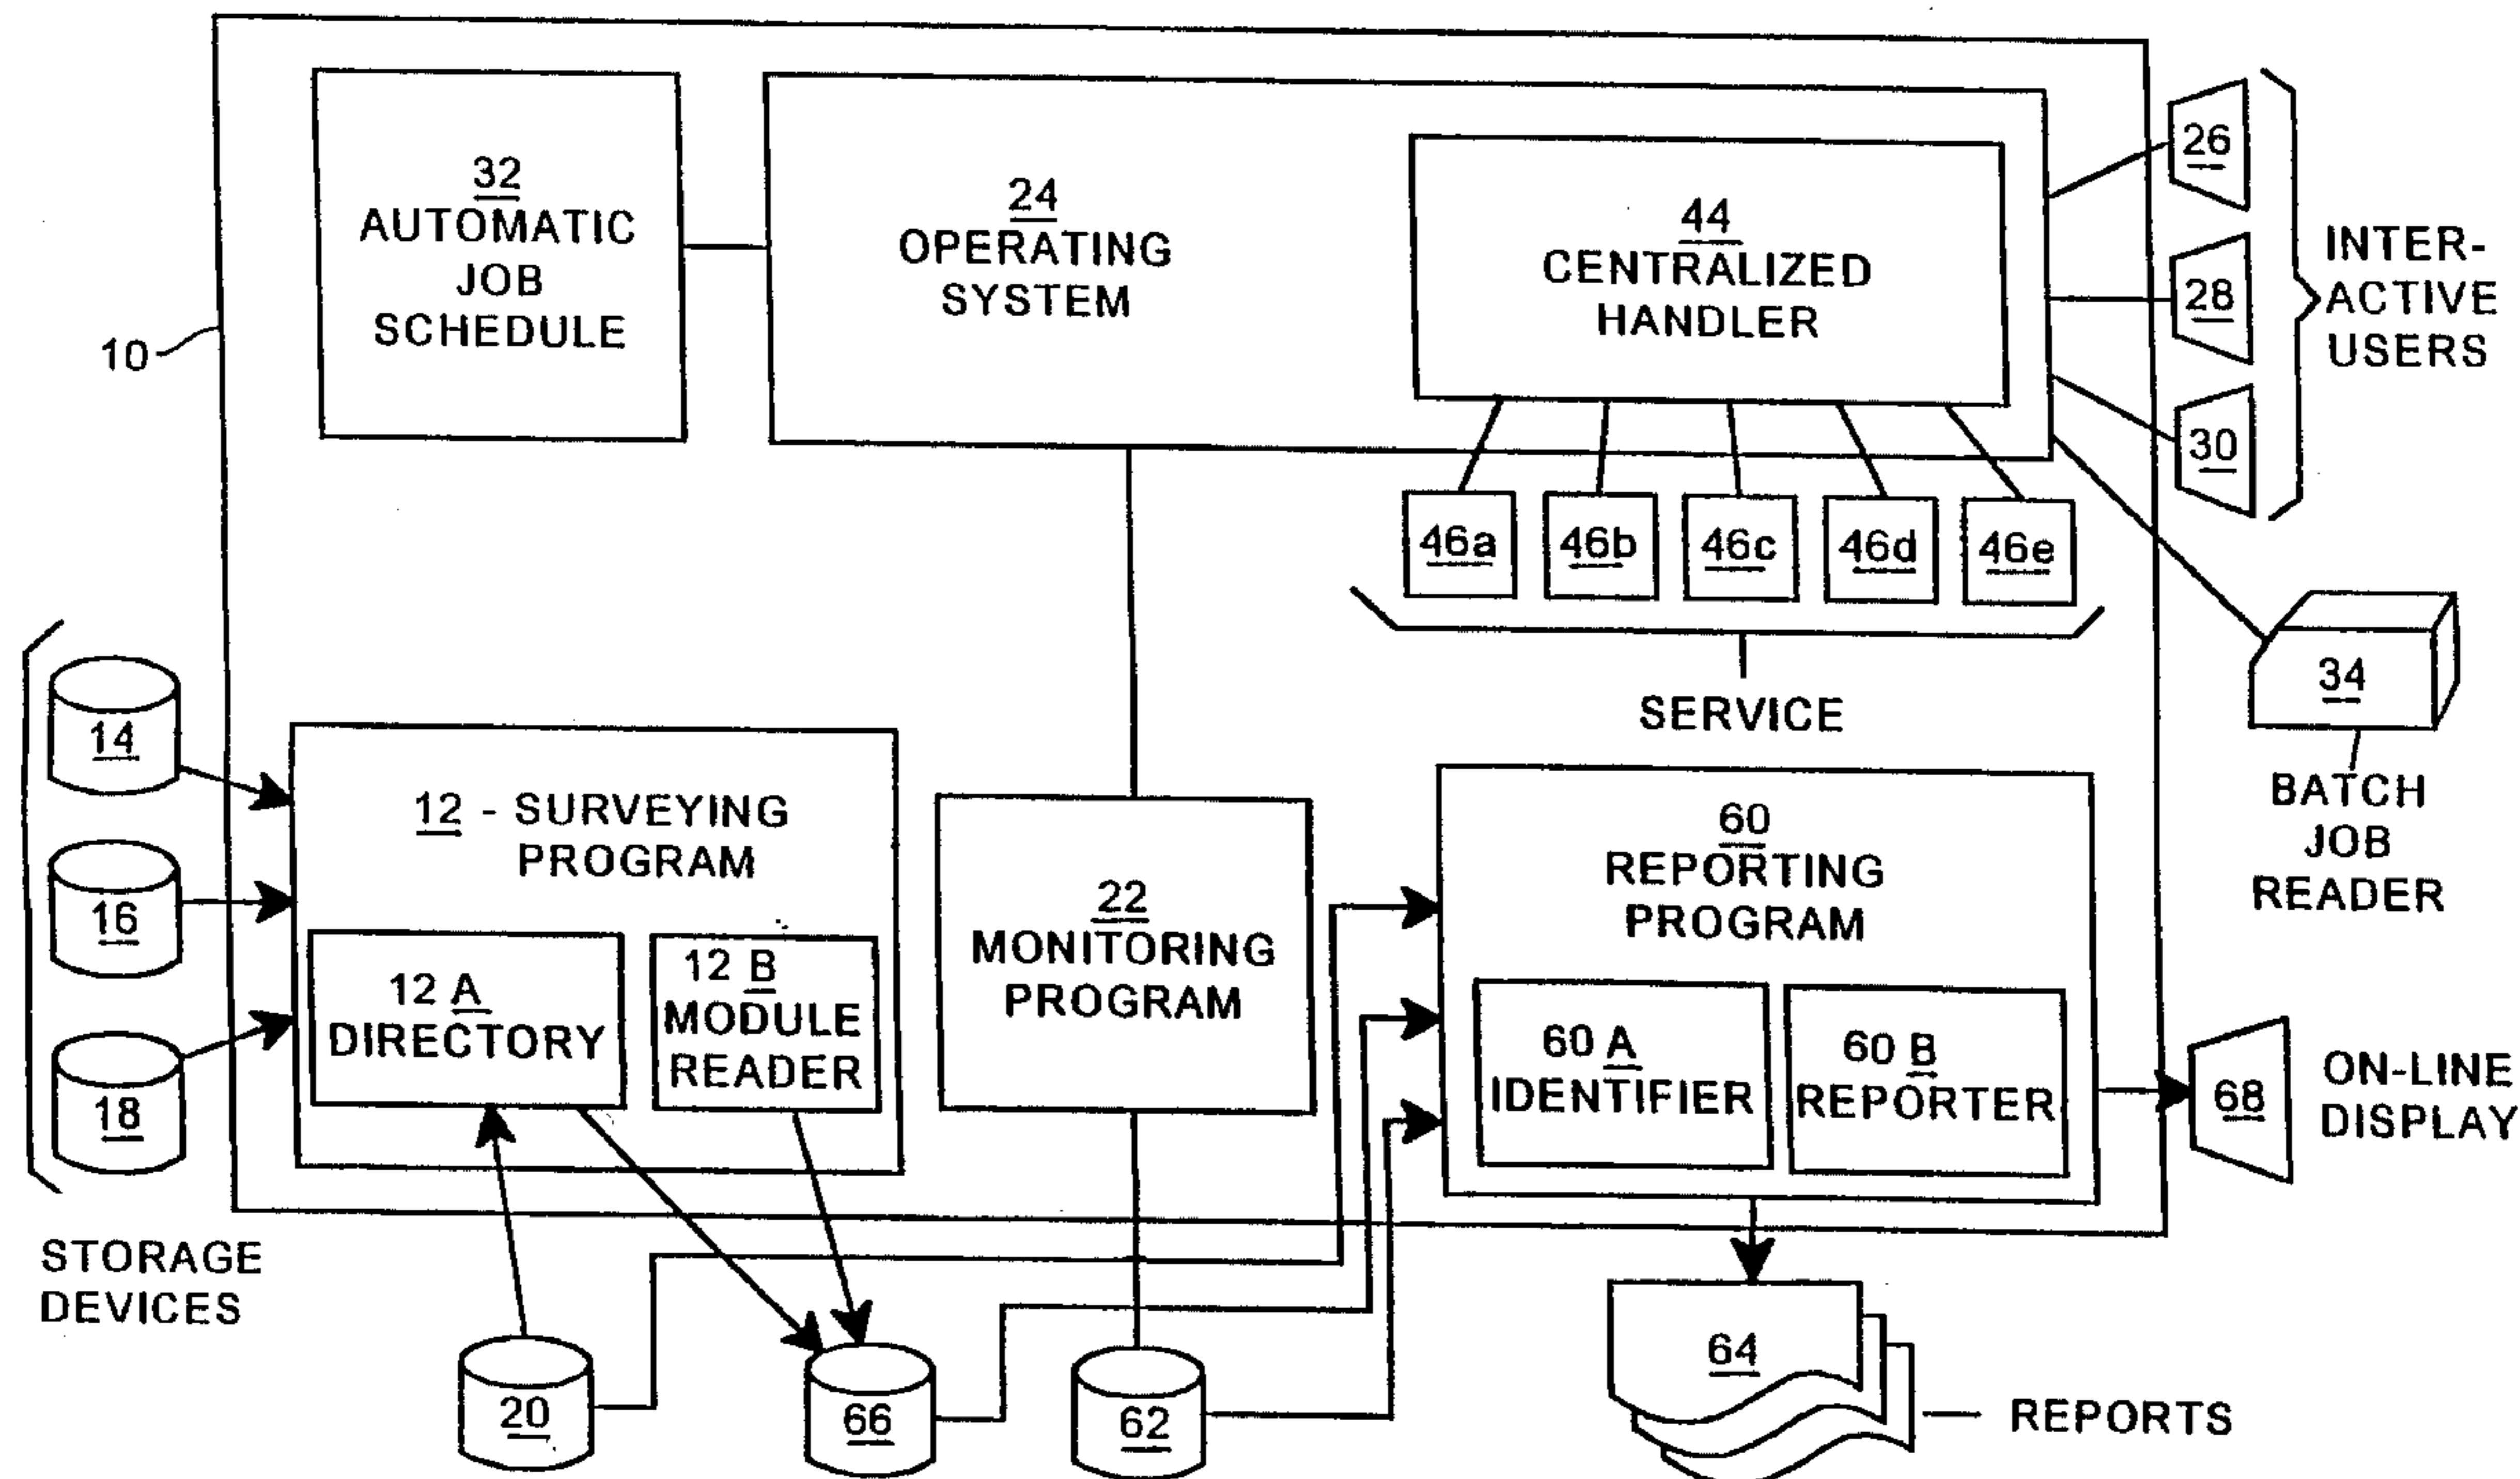 32
AUTOMATIC
JOB
SCHEDULE
24
OPERATING
SYSTEM
44
CENTRALIZED
HANDLER
26
28
30
INTER-
ACTIVE
USERS
10
46a 46b 46c 46d 46e
SERVICE
34
BATCH
JOB
READER
14
16
18
STORAGE
DEVICES
12 - SURVEYING
PROGRAM
12 A
DIRECTORY
12 B
MODULE
READER
22
MONITORING
PROGRAM
60
REPORTING
PROGRAM
60 A
IDENTIFIER
60 B
REPORTER
68
ON-LINE
DISPLAY
20
66
62
64
REPORTS